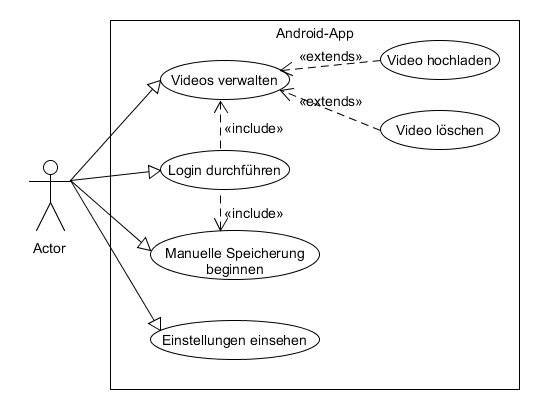 Android-App
«extends»
Video hochladen
Videos verwalten
«extends»
Video löschen
«include»
Login durchführen
«include»
Actor
Manuelle Speicherung
beginnen
Einstellungen einsehen